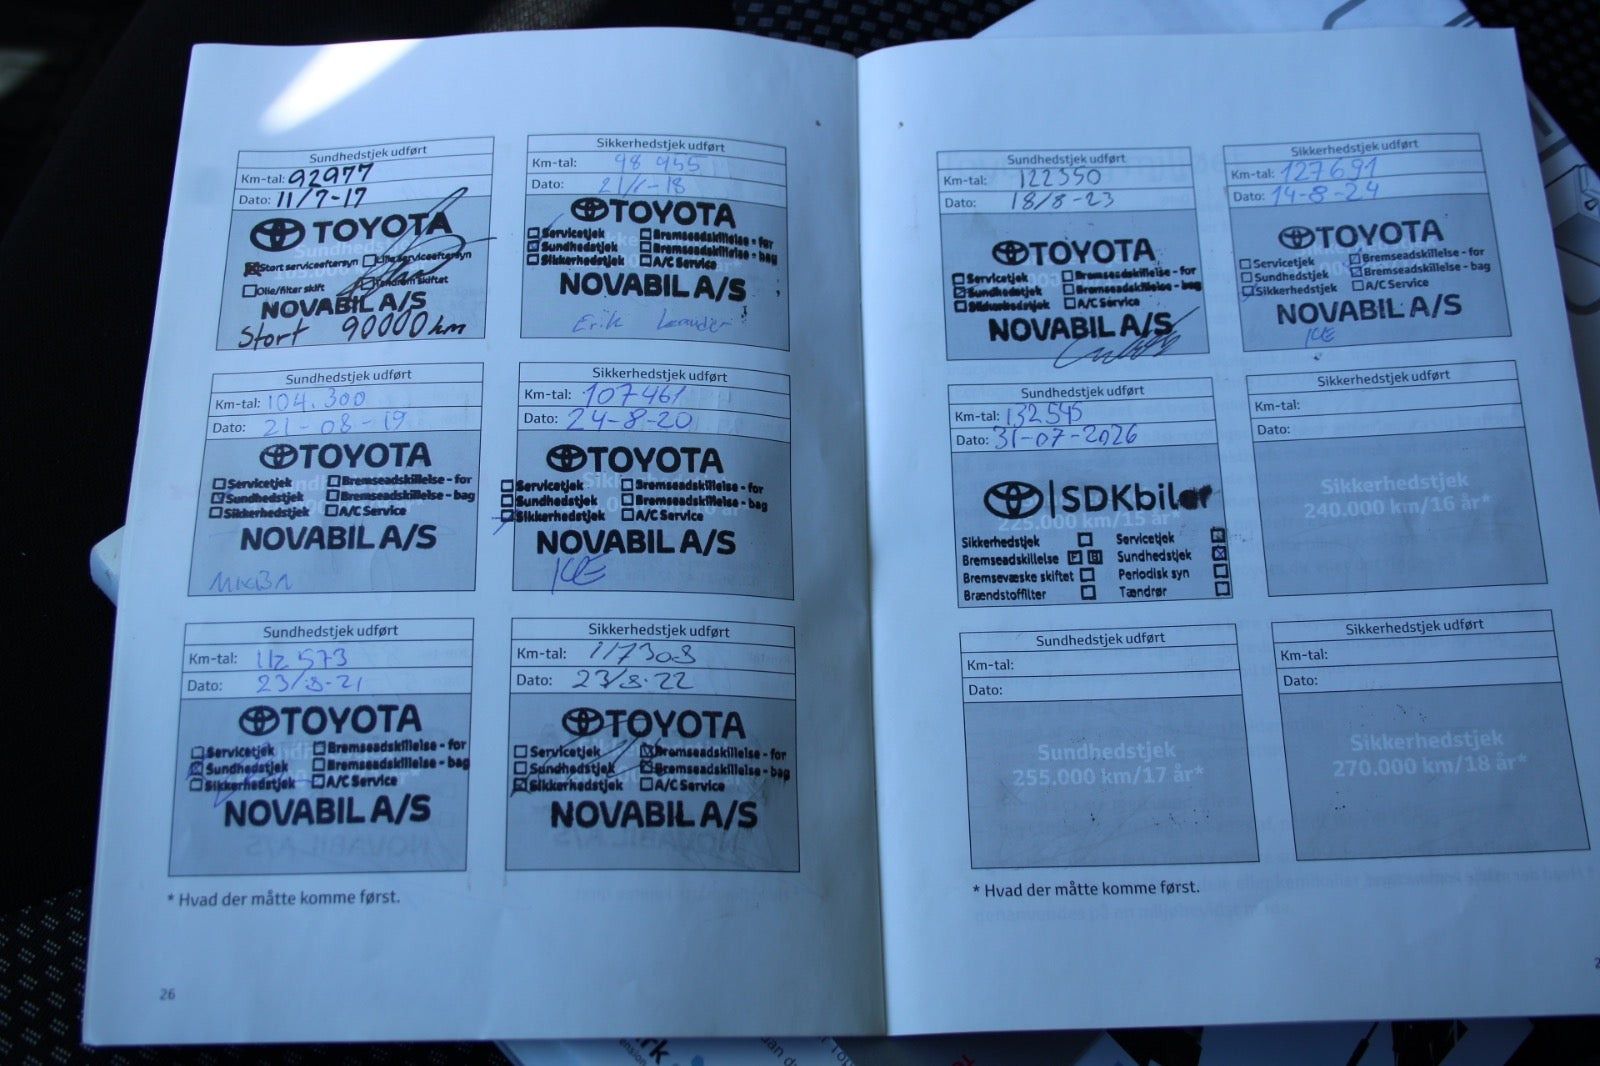 Sundhedstjek udført
Km-tal: 92977
Dato: 11/7-17
TOYOTA
Stort serviceeftersyn Lille serviceeftersyn
Olie/filter skift Tandrem skiftet
NOVABIL A/S
Stort 90000 km
Sikkerhedstjek udført
Km-tal: 98 955
Dato: 21/1-18
TOYOTA
Servicetjek Bremseadskillelse - for
Sundhedstjek Bremseadskillelse - bag
Sikkerhedstjek A/C Service
NOVABIL A/S
Erik
Sundhedstjek udført
Km-tal: 104.300
Dato: 21-08-19
TOYOTA
Servicetjek Bremseadskillelse - for
Sundhedstjek Bremseadskillelse - bag
Sikkerhedstjek A/C Service
NOVABIL A/S
Sikkerhedstjek udført
Km-tal: 107461
Dato: 24-8-20
TOYOTA
Servicetjek Bremseadskillelse - for
Sundhedstjek Bremseadskillelse - bag
Sikkerhedstjek A/C Service
NOVABIL A/S
Sundhedstjek udført
Km-tal: 112573
Dato: 23/8-21
TOYOTA
Servicetjek Bremseadskillelse - for
Sundhedstjek Bremseadskillelse - bag
Sikkerhedstjek A/C Service
NOVABIL A/S
Sikkerhedstjek udført
Km-tal: 117308
Dato: 23/8-22
TOYOTA
Servicetjek Bremseadskillelse - for
Sundhedstjek Bremseadskillelse - bag
Sikkerhedstjek A/C Service
NOVABIL A/S
* Hvad der måtte komme først.
26
Sundhedstjek udført
Km-tal: 122350
Dato: 18/8-23
TOYOTA
Servicetjek Bremseadskillelse - for
Sundhedstjek Bremseadskillelse - bag
Sikkerhedstjek A/C Service
NOVABIL A/S
Sikkerhedstjek udført
Km-tal: 127691
Dato: 14-8-24
TOYOTA
Servicetjek Bremseadskillelse - for
Sundhedstjek Bremseadskillelse - bag
Sikkerhedstjek A/C Service
NOVABIL A/S
Sundhedstjek udført
Km-tal: 132545
Dato: 31-07-2026
SDKbiler
225.000 km/15 år*
Sikkerhedstjek Servicetjek
Bremseadskillelse F B Sundhedstjek
Bremsevæske skiftet Periodisk syn
Brændstoffilter Tændrør
Sikkerhedstjek udført
Km-tal:
Dato:
Sikkerhedstjek
240.000 km/16 år*
Sundhedstjek udført
Km-tal:
Dato:
Sundhedstjek
255.000 km/17 år*
Sikkerhedstjek udført
Km-tal:
Dato:
Sikkerhedstjek
270.000 km/18 år*
* Hvad der måtte komme først.